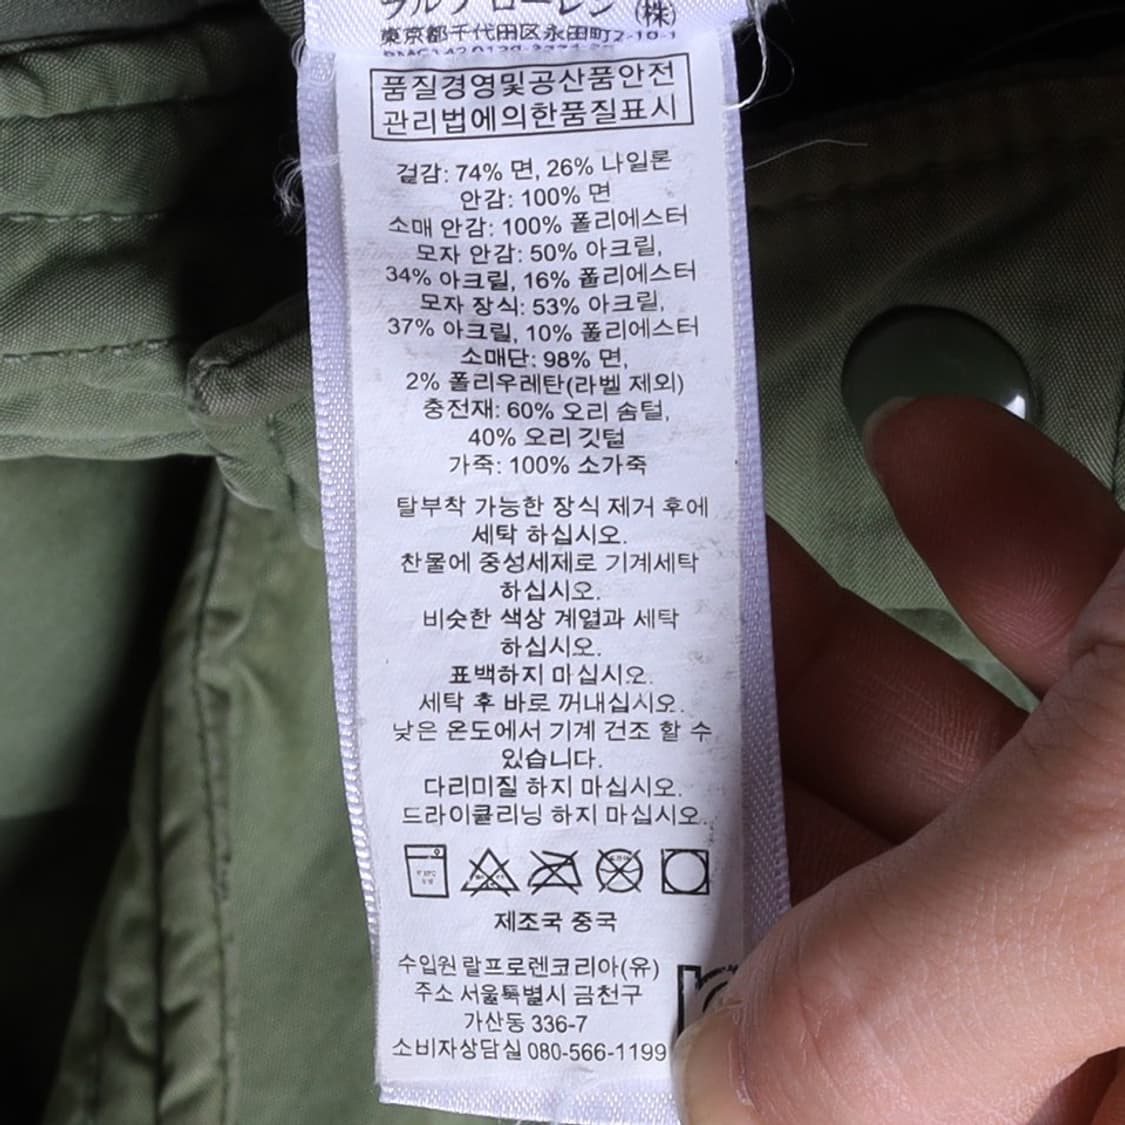 ラルフ ローレン (株)
東京都千代田区永田町2-10-1
품질경영및공산품안전
관리법에의한품질표시
겉감: 74% 면, 26% 나일론
안감: 100% 면
소매 안감: 100% 폴리에스터
모자 안감: 50% 아크릴,
34% 아크릴, 16% 폴리에스터
모자 장식: 53% 아크릴,
37% 아크릴, 10% 폴리에스터
소매단: 98% 면,
2% 폴리우레탄(라벨 제외)
충전재: 60% 오리 솜털,
40% 오리 깃털
가죽: 100% 소가죽
탈부착 가능한 장식 제거 후에
세탁 하십시오.
찬물에 중성세제로 기계세탁
하십시오.
비슷한 색상 계열과 세탁
하십시오.
표백하지 마십시오.
세탁 후 바로 꺼내십시오.
낮은 온도에서 기계 건조 할 수
있습니다.
다리미질 하지 마십시오.
드라이클리닝 하지 마십시오.
제조국 중국
수입원 랄프로렌코리아(유)
주소 서울특별시 금천구
가산동 336-7
소비자상담실 080-566-1199